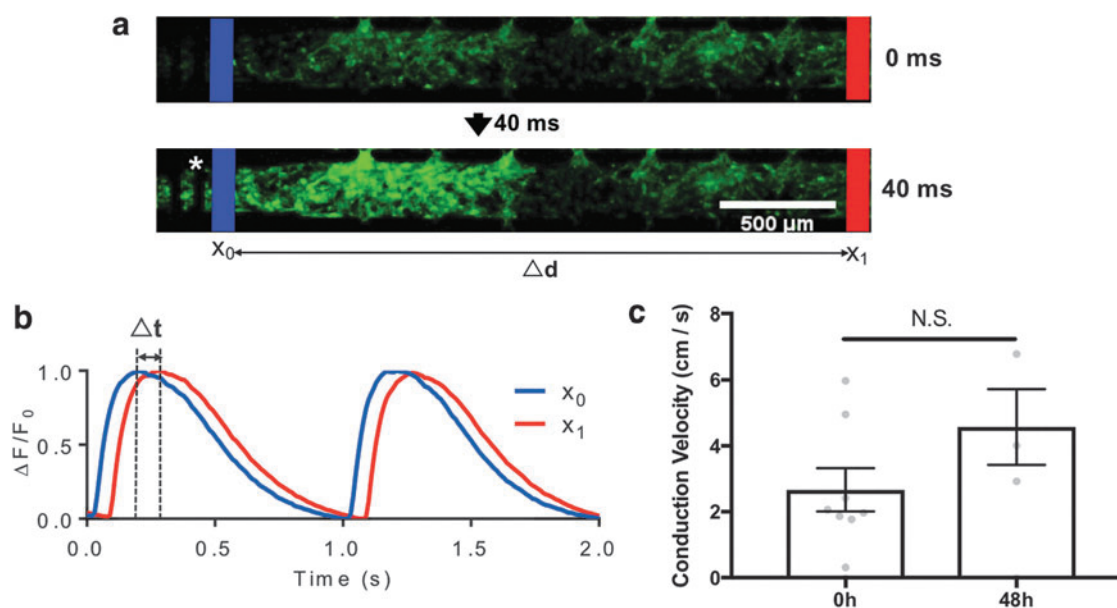 a
0 ms
40 ms
*
40 ms
500 μm
x0
x1
△d
b
△t
ΔF/F0
1.0
0.5
0.0
x0
x1
0.0 0.5 1.0 1.5 2.0
Time (s)
c
N.S.
Conduction Velocity (cm / s)
8
6
4
2
0
0h 48h